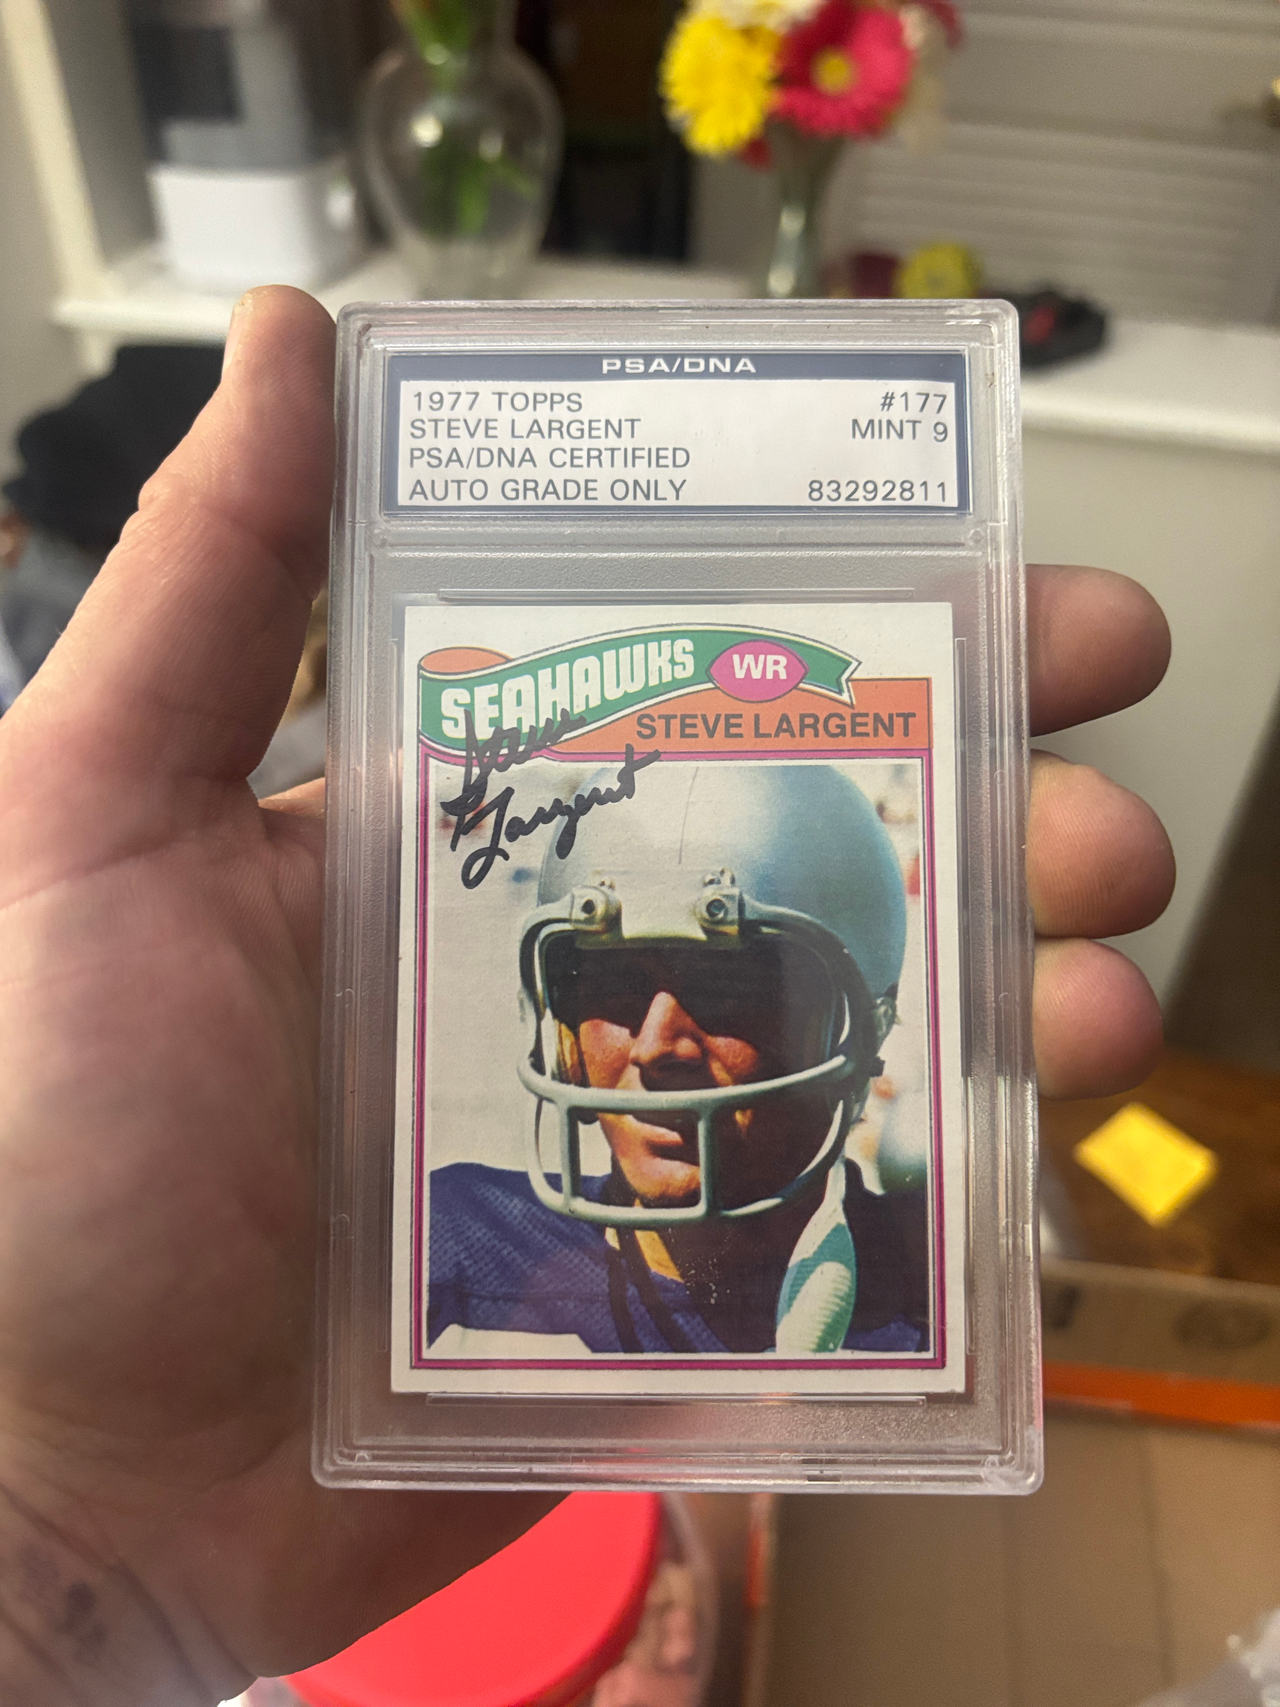 PSA/DNA
1977 TOPPS #177
STEVE LARGENT MINT 9
PSA/DNA CERTIFIED
AUTO GRADE ONLY 83292811
SEAHAWKS WR
STEVE LARGENT
Steve
Largent